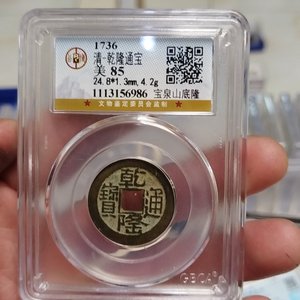 1736
清·乾隆通宝
美 85
24.8*1.3mm,4.2g
1113156986 宝泉山底隆
★ 文物鉴定委员会监制 ★
乾隆通寳
GBCA